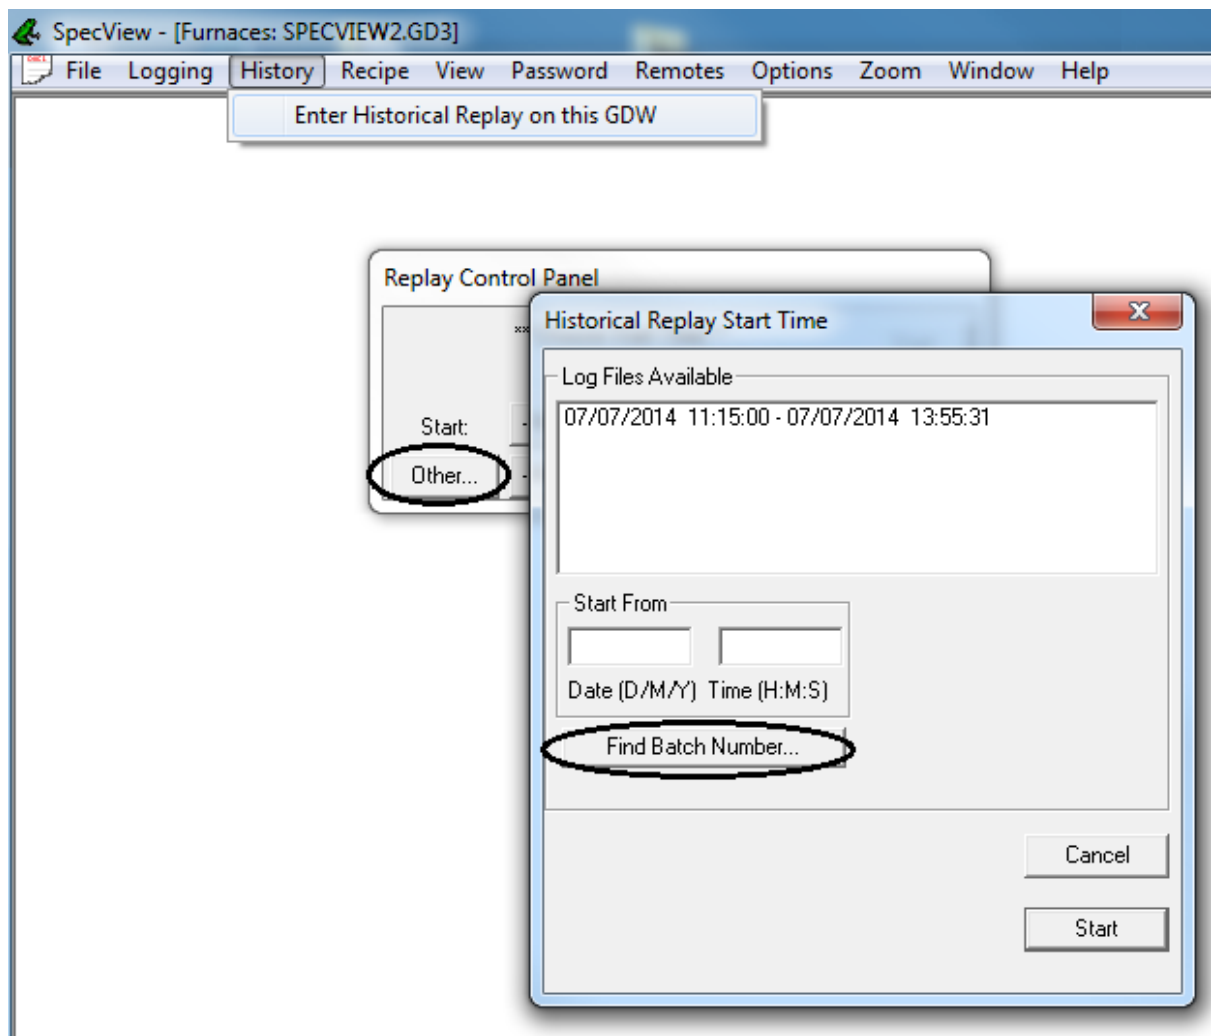 SpecView - [Furnaces: SPECVIEW2.GD3]
File Logging History Recipe View Password Remotes Options Zoom Window Help
Enter Historical Replay on this GDW
Replay Control Panel
Historical Replay Start Time
Log Files Available
07/07/2014 11:15:00 - 07/07/2014 13:55:31
Start:
Other...
Start From
Date (D/M/Y) Time (H:M:S)
Find Batch Number...
Cancel
Start